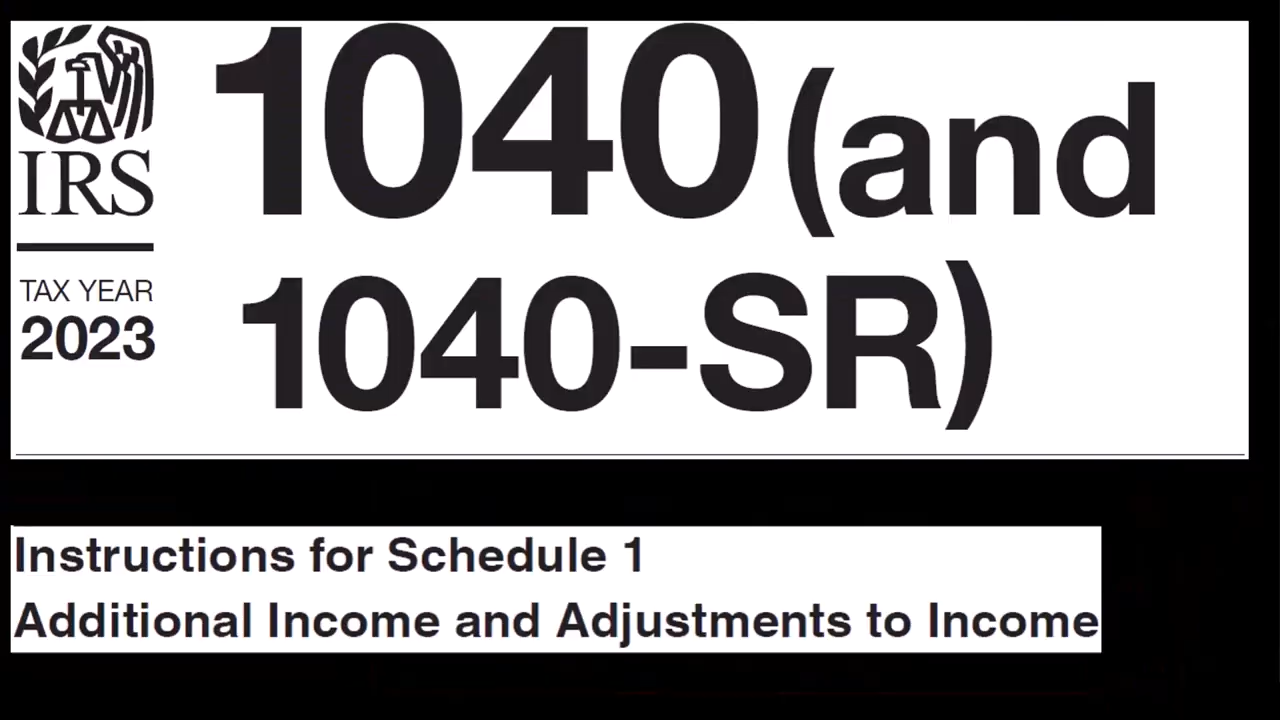 1040 (and
1040-SR)
IRS
TAX YEAR
2023
Instructions for Schedule 1
Additional Income and Adjustments to Income